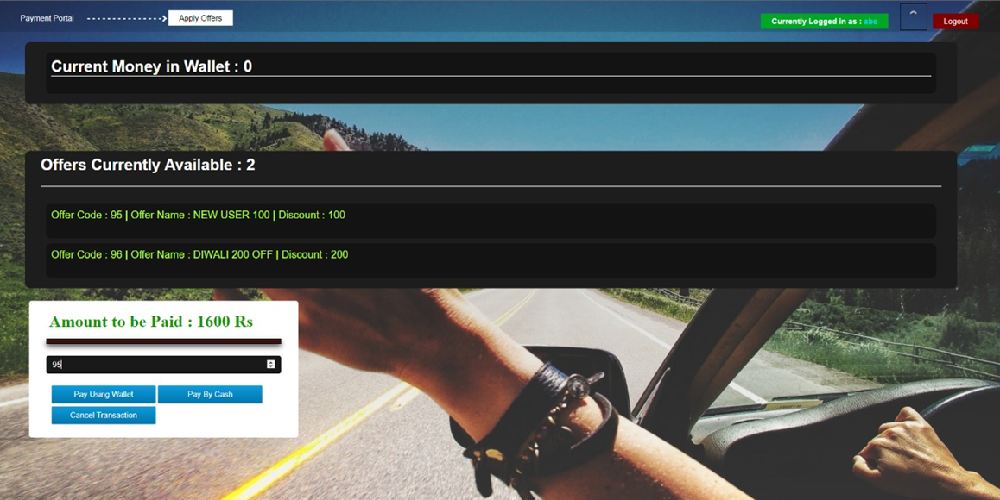 Payment Portal
Apply Offers
Currently Logged in as : abc
Logout
Current Money in Wallet : 0
Offers Currently Available : 2
Offer Code : 95 | Offer Name : NEW USER 100 | Discount : 100
Offer Code : 96 | Offer Name : DIWALI 200 OFF | Discount : 200
Amount to be Paid : 1600 Rs
95
Pay Using Wallet
Pay By Cash
Cancel Transaction